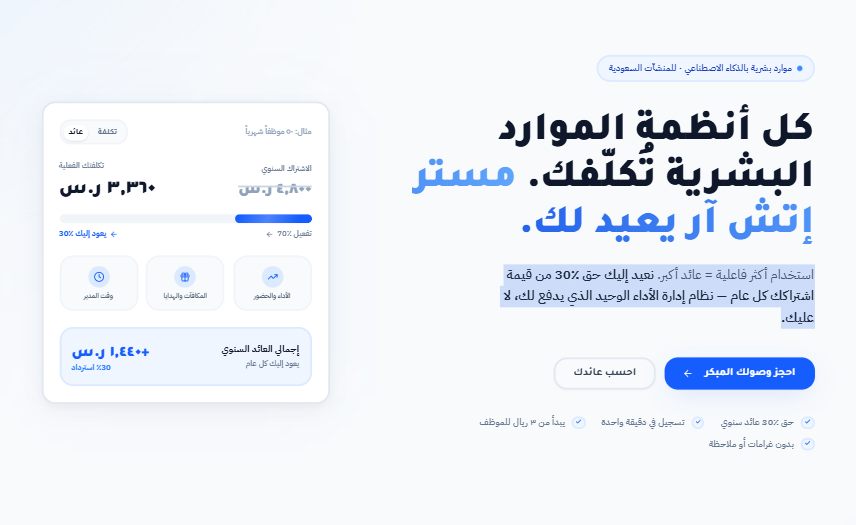 موارد بشرية بالذكاء الاصطناعي · للمنشآت السعودية
كل أنظمة الموارد
البشرية تُكلّفك. مستر
إتش آر يعيد لك.
استخدام أكثر فاعلية = عائد أكبر. نعيد إليك حق 30٪ من قيمة
اشتراكك كل عام — نظام إدارة الأداء الوحيد الذي يدفع لك، لا
عليك.
احجز وصولك المبكر ←
احسب عائدك
حق 30٪ عائد سنوي
تسجيل في دقيقة واحدة
يبدأ من ٣ ريال للموظف
بدون غرامات أو ملاحظة
مثال: ٥٠ موظفاً شهرياً
تكلفة
عائد
الاشتراك السنوي
٤,٨٠٠ ر.س
تكلفتك الفعلية
٣,٣٦٠ ر.س
تفعيل 70٪ ←
← يعود إليك 30٪
الأداء والحضور
المكافآت والهدايا
وقت المدير
إجمالي العائد السنوي
يعود إليك كل عام
+١,٤٤٠ ر.س
30٪ استرداد